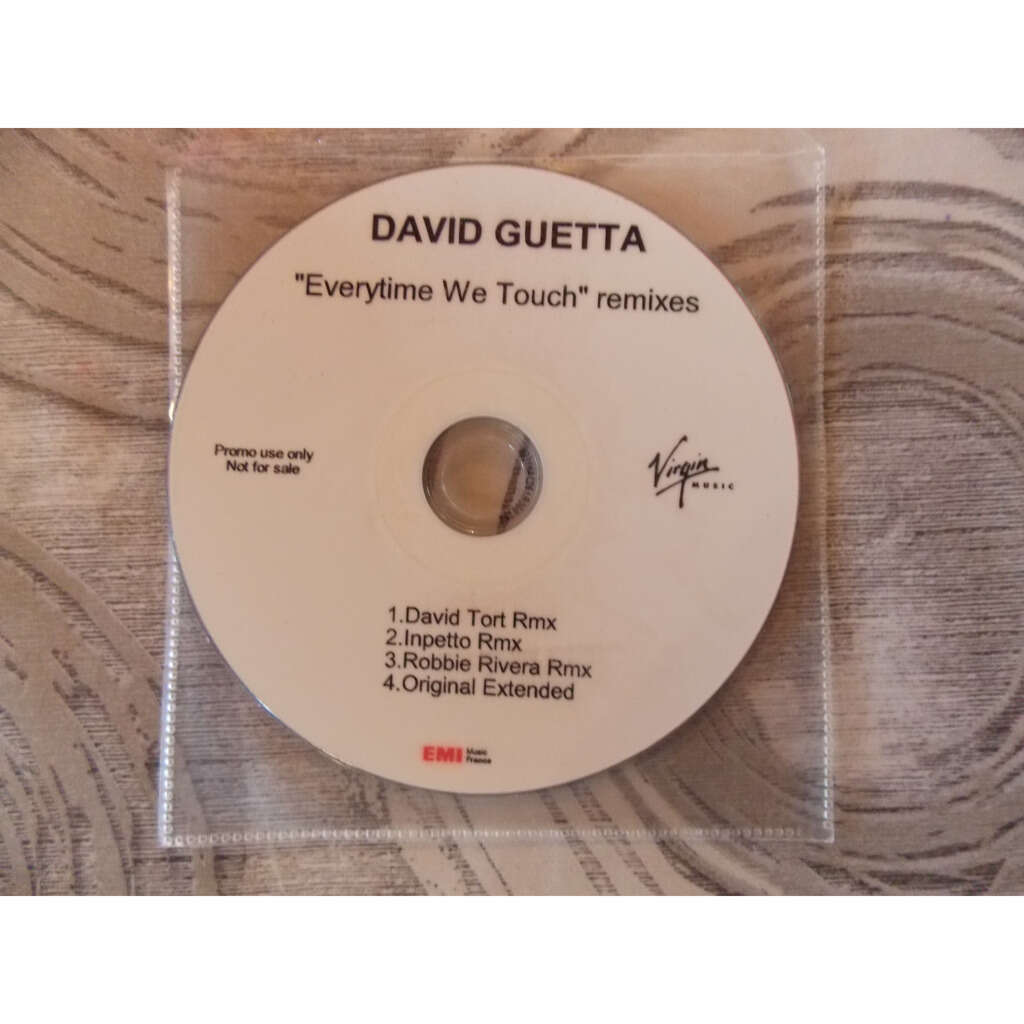 DAVID GUETTA
"Everytime We Touch" remixes
Promo use only
Not for sale
Virgin
MUSIC
1.David Tort Rmx
2.Inpetto Rmx
3.Robbie Rivera Rmx
4.Original Extended
EMI Music
France